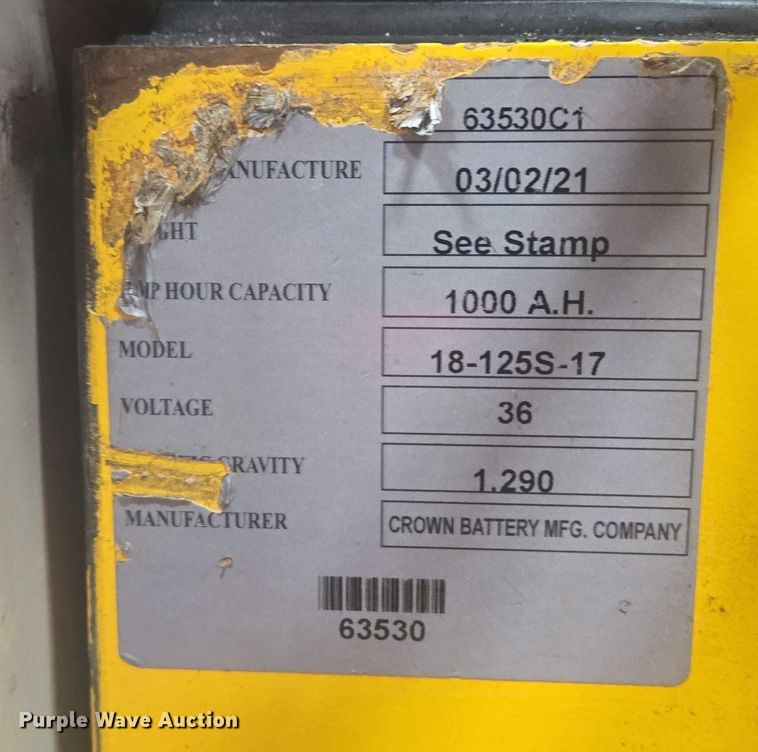 63530C1
ANUFACTURE 03/02/21
GHT See Stamp
MP HOUR CAPACITY 1000 A.H.
MODEL 18-125S-17
VOLTAGE 36
GRAVITY 1.290
MANUFACTURER CROWN BATTERY MFG. COMPANY
63530
Purple Wave Auction